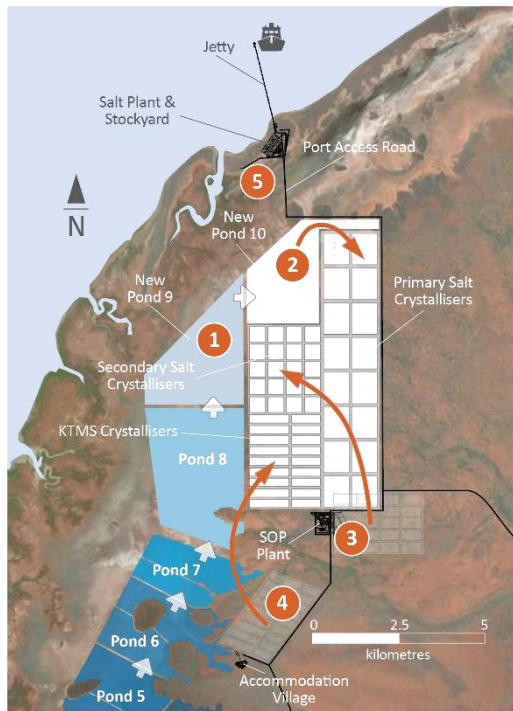 Jetty
Salt Plant &
Stockyard
Port Access Road
5
N
New
Pond 10
2
New
Pond 9
Primary Salt
Crystallisers
1
Secondary Salt
Crystallisers
KTMS Crystallisers
Pond 8
SOP
Plant
3
Pond 7
4
Pond 6
0 2.5 5
kilometres
Pond 5
Accommodation
Village